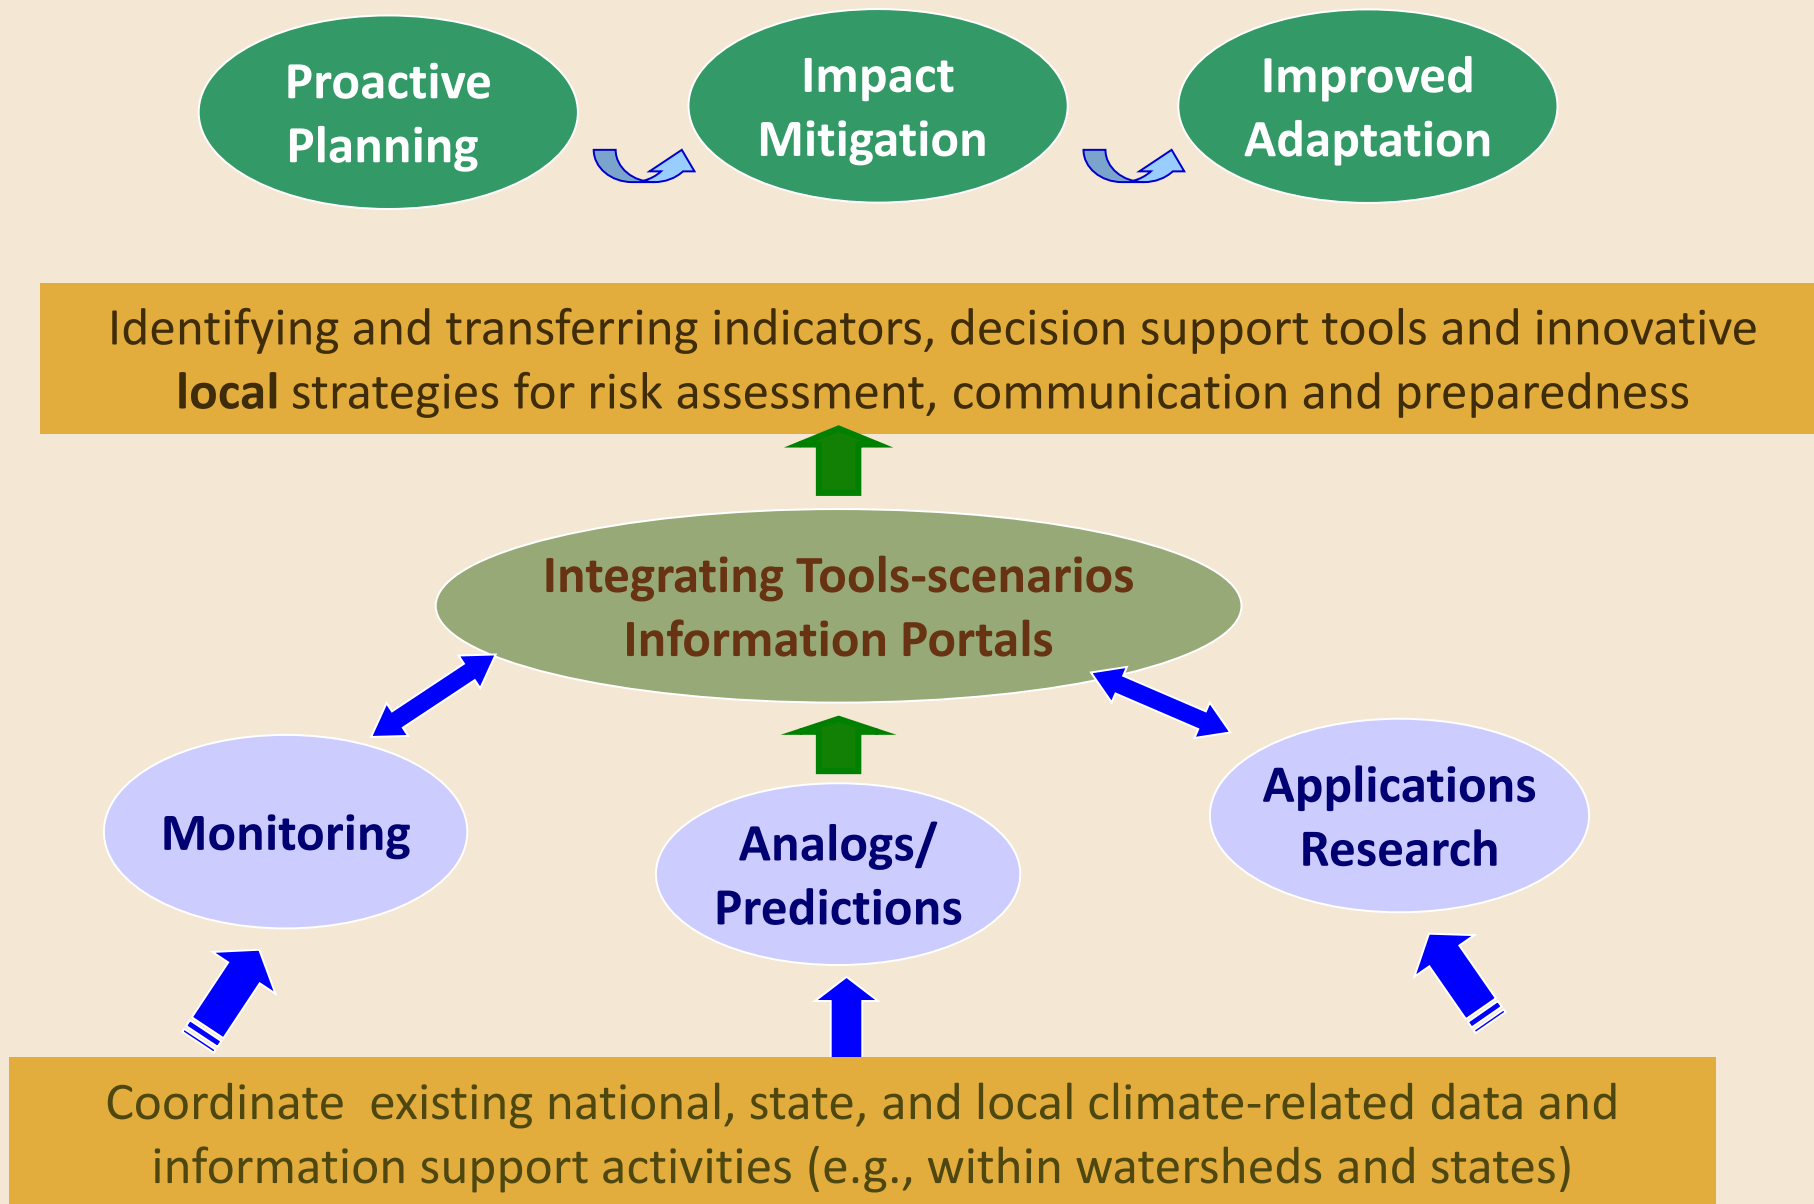 Proactive
Planning
Impact
Mitigation
Improved
Adaptation
Identifying and transferring indicators, decision support tools and innovative
local strategies for risk assessment, communication and preparedness
Integrating Tools-scenarios
Information Portals
Monitoring
Analogs/
Predictions
Applications
Research
Coordinate  existing national, state, and local climate-related data and
information support activities (e.g., within watersheds and states)